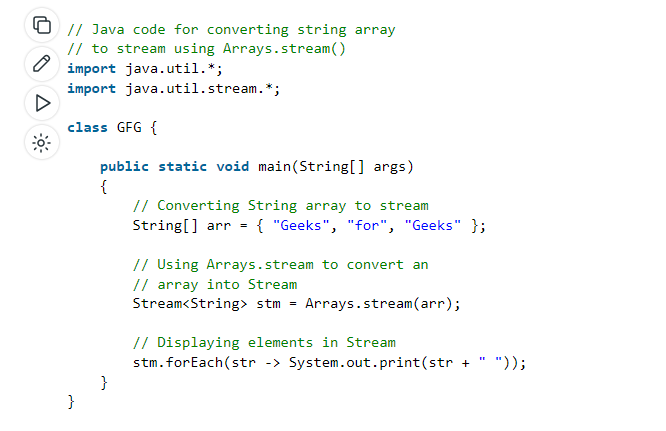 // Java code for converting string array
// to stream using Arrays.stream()
import java.util.*;
import java.util.stream.*;
class GFG {
    public static void main(String[] args)
    {
        // Converting String array to stream
        String[] arr = { "Geeks", "for", "Geeks" };
        // Using Arrays.stream to convert an
        // array into Stream
        Stream<String> stm = Arrays.stream(arr);
        // Displaying elements in Stream
        stm.forEach(str -> System.out.print(str + " "));
    }
}